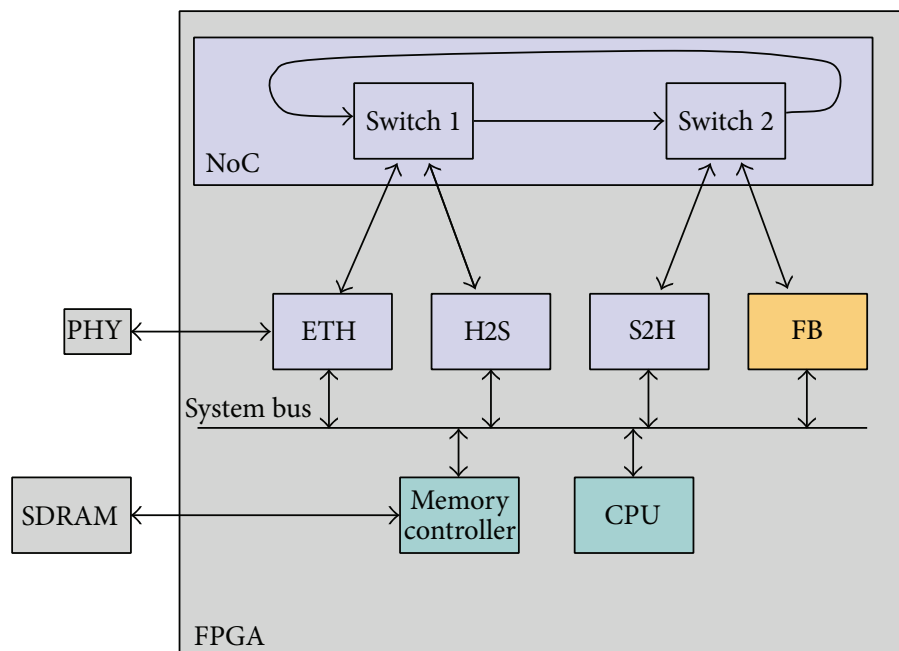 Switch 1
Switch 2
NoC
PHY
ETH
H2S
S2H
FB
System bus
SDRAM
Memory
controller
CPU
FPGA